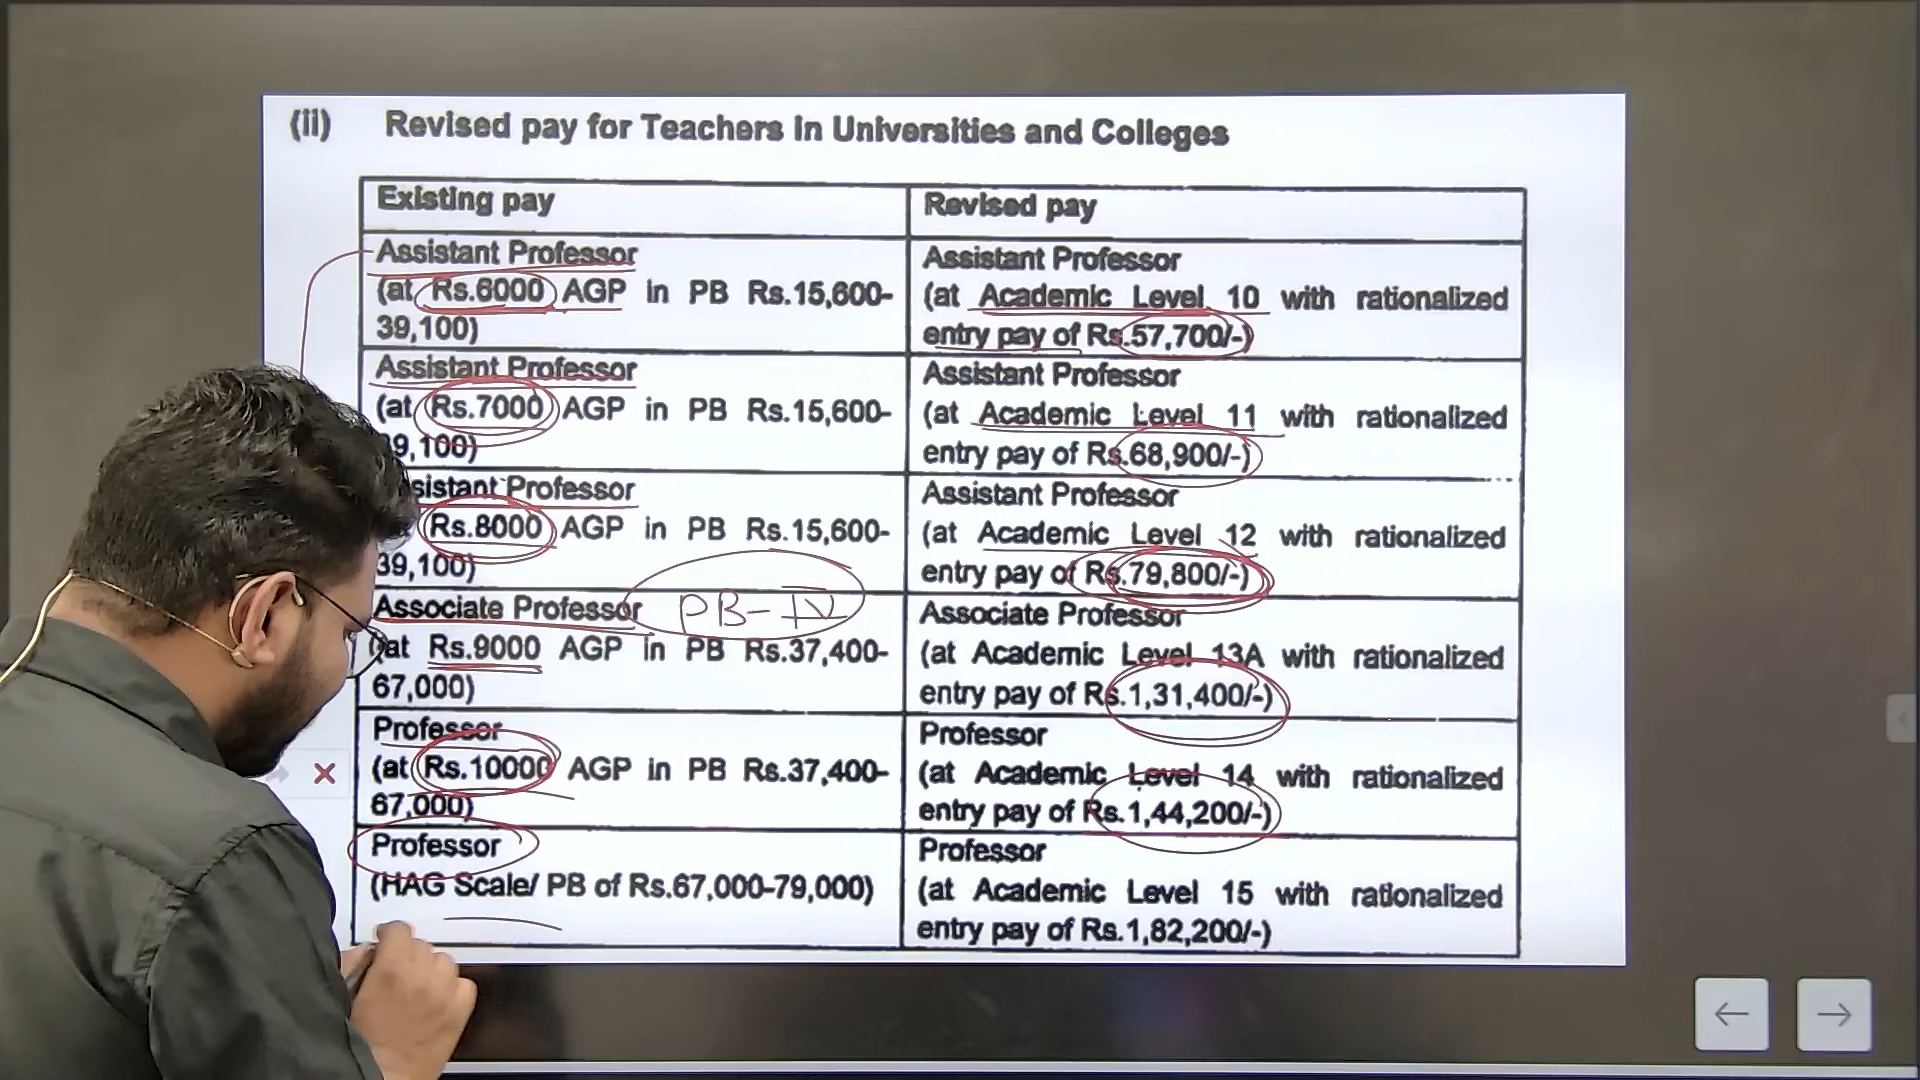 (ii) Revised pay for Teachers in Universities and Colleges
Existing pay
Revised pay
Assistant Professor
(at Rs.6000 AGP in PB Rs.15,600-
39,100)
Assistant Professor
(at Academic Level 10 with rationalized
entry pay of Rs.57,700/-)
Assistant Professor
(at Rs.7000 AGP in PB Rs.15,600-
9,100)
Assistant Professor
(at Academic Level 11 with rationalized
entry pay of Rs.68,900/-)
sistant Professor
Rs.8000 AGP in PB Rs.15,600-
39,100)
Assistant Professor
(at Academic Level 12 with rationalized
entry pay of Rs.79,800/-)
Associate Professor
PB-IV
(at Rs.9000 AGP in PB Rs.37,400-
67,000)
Associate Professor
(at Academic Level 13A with rationalized
entry pay of Rs.1,31,400/-)
Professor
(at Rs.10000 AGP in PB Rs.37,400-
67,000)
Professor
(at Academic Level 14 with rationalized
entry pay of Rs.1,44,200/-)
Professor
(HAG Scale/ PB of Rs.67,000-79,000)
Professor
(at Academic Level 15 with rationalized
entry pay of Rs.1,82,200/-)